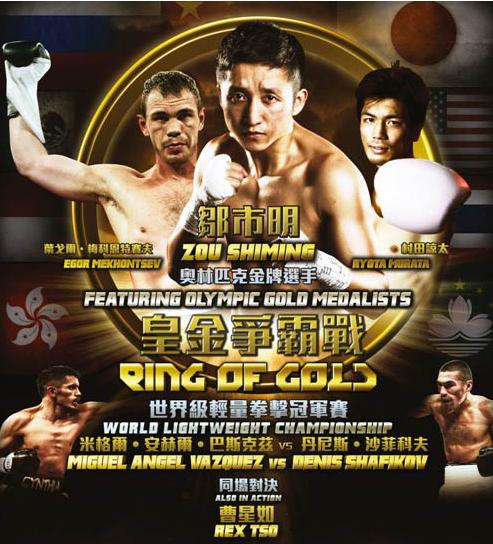 鄒市明
ZOU SHIMING
葉戈爾·梅科恩特賽夫
EGOR MEKHONTSEV
村田諒太
RYOTA MURATA
奧林匹克金牌選手
FEATURING OLYMPIC GOLD MEDALISTS
皇金爭霸戰
RING OF GOLD
世界級輕量拳擊冠軍賽
WORLD LIGHTWEIGHT CHAMPIONSHIP
米格爾·安赫爾·巴斯克茲 vs 丹尼斯·沙菲科夫
MIGUEL ANGEL VAZQUEZ vs DENIS SHAFIKOV
同場對決
ALSO IN ACTION
曹星如
REX TSO
CYNTHIA